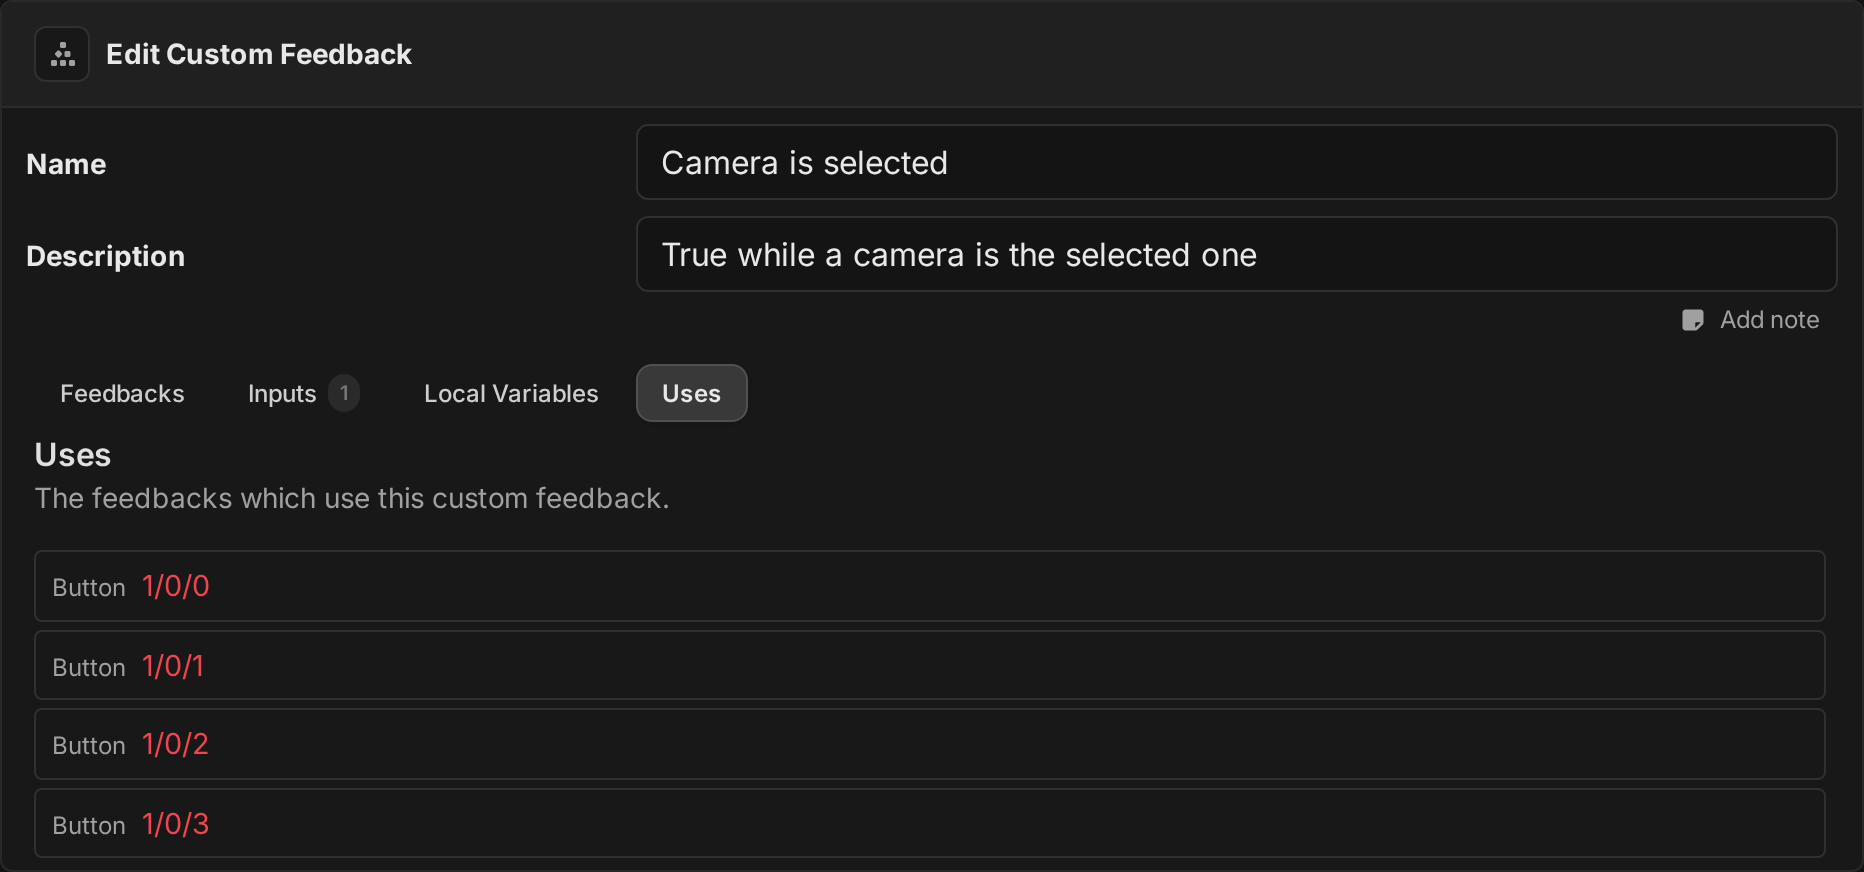 Edit Custom Feedback
Name
Camera is selected
Description
True while a camera is the selected one
Add note
Feedbacks Inputs 1 Local Variables Uses
Uses
The feedbacks which use this custom feedback.
Button 1/0/0
Button 1/0/1
Button 1/0/2
Button 1/0/3